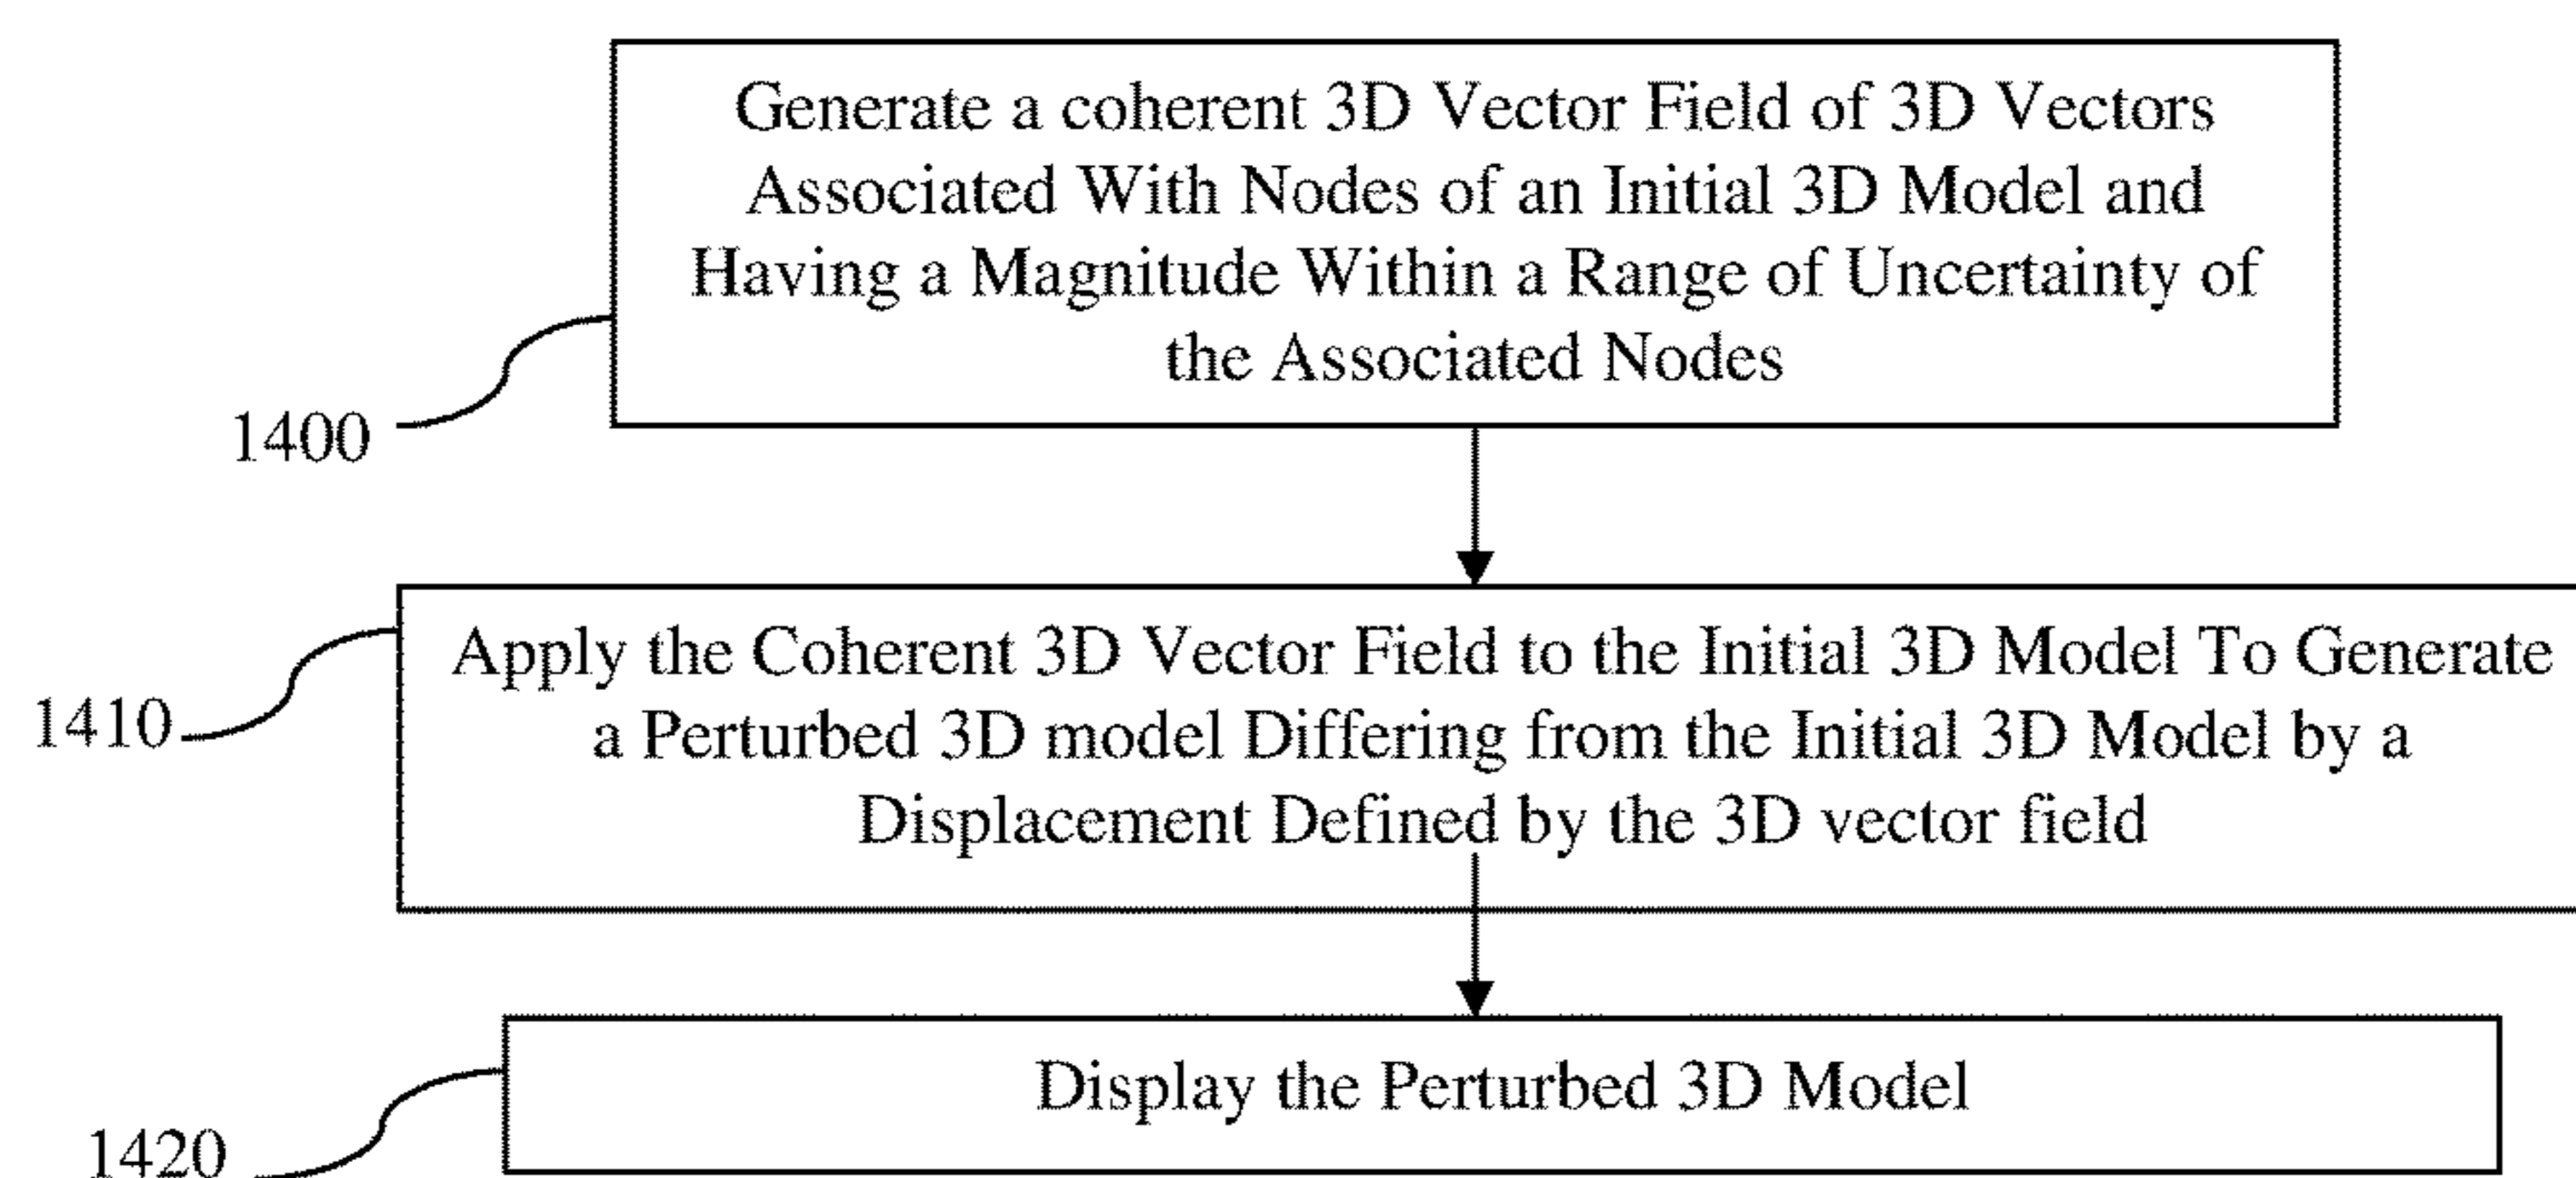 Generate a coherent 3D Vector Field of 3D Vectors
Associated With Nodes of an Initial 3D Model and
Having a Magnitude Within a Range of Uncertainty of
the Associated Nodes
1400
Apply the Coherent 3D Vector Field to the Initial 3D Model To Generate
a Perturbed 3D model Differing from the Initial 3D Model by a
Displacement Defined by the 3D vector field
1410
Display the Perturbed 3D Model
1420